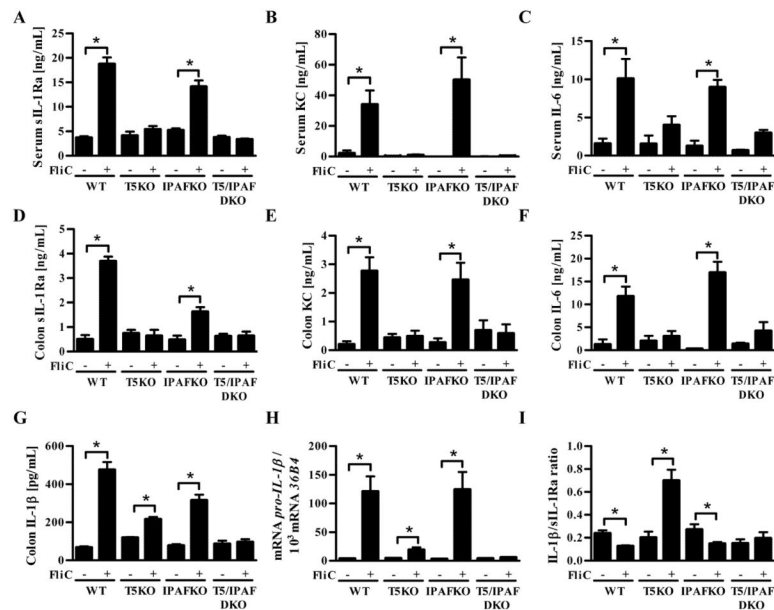 A
B
C
Serum sIL-1Ra [ng/mL]
25
20
15
10
5
0
*
*
FliC - + - + - + - +
WT T5KO IPAFKO T5/IPAF
DKO
Serum KC [ng/mL]
80
60
40
20
0
*
*
FliC - + - + - + - +
WT T5KO IPAFKO T5/IPAF
DKO
Serum IL-6 [ng/mL]
15
10
5
0
*
*
FliC - + - + - + - +
WT T5KO IPAFKO T5/IPAF
DKO
D
E
F
Colon sIL-1Ra [ng/mL]
5
4
3
2
1
0
*
*
FliC - + - + - + - +
WT T5KO IPAFKO T5/IPAF
DKO
Colon KC [ng/mL]
4
3
2
1
0
*
*
FliC - + - + - + - +
WT T5KO IPAFKO T5/IPAF
DKO
Colon IL-6 [ng/mL]
25
20
15
10
5
0
*
*
FliC - + - + - + - +
WT T5KO IPAFKO T5/IPAF
DKO
G
H
I
Colon IL-1β [pg/mL]
600
400
200
0
*
*
*
FliC - + - + - + - +
WT T5KO IPAFKO T5/IPAF
DKO
mRNA pro-IL-1β /
10³ mRNA 36B4
200
150
100
50
0
*
*
*
FliC - + - + - + - +
WT T5KO IPAFKO T5/IPAF
DKO
IL-1β/sIL-1Ra ratio
1.0
0.8
0.6
0.4
0.2
0.0
*
*
*
FliC - + - + - + - +
WT T5KO IPAFKO T5/IPAF
DKO